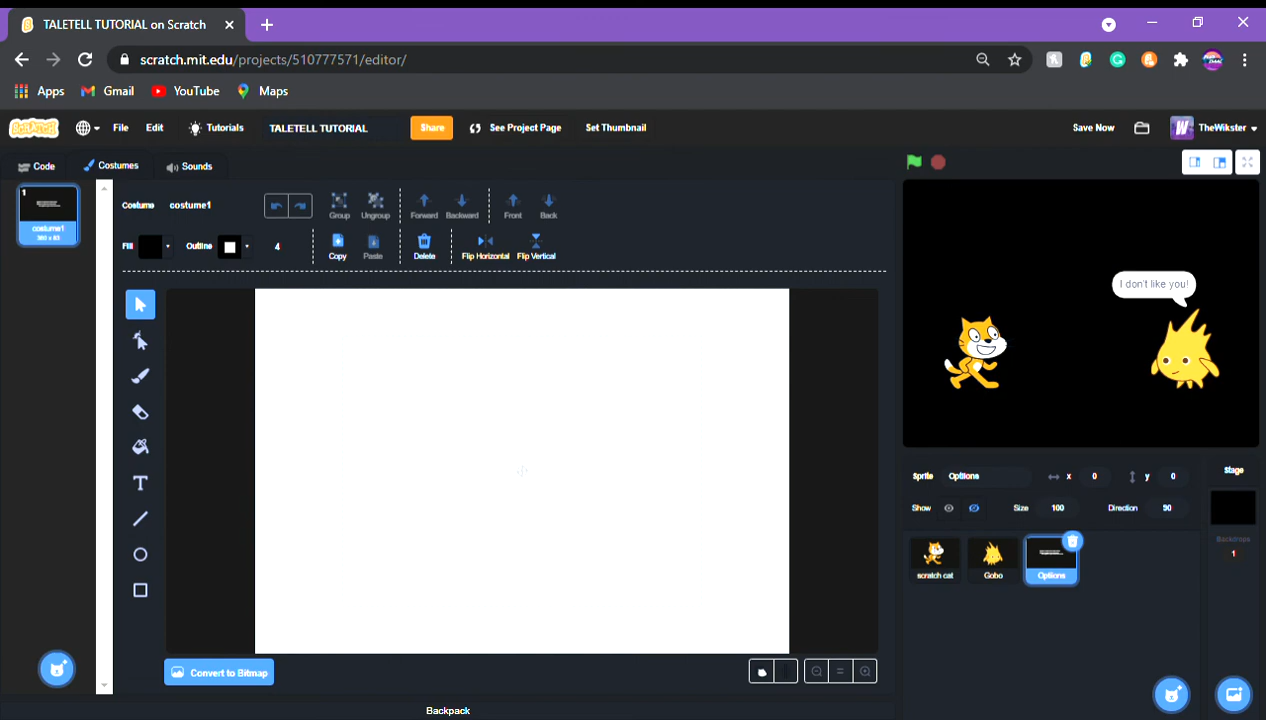 TALETELL TUTORIAL on Scratch
scratch.mit.edu/projects/510777571/editor/
Apps Gmail YouTube Maps
SCRATCH File Edit Tutorials TALETELL TUTORIAL Share See Project Page Set Thumbnail Save Now TheWikster
Code Costumes Sounds
1
costume1
Costume costume1 Group Ungroup Forward Backward Front Back
Fill Outline 4 Copy Paste Delete Flip Horizontal Flip Vertical
T
Convert to Bitmap
Backpack
I don't like you!
Sprite Options x 0 y 0
Show Size 100 Direction 90
scratch cat Gobo Options
Stage
Backdrops
1